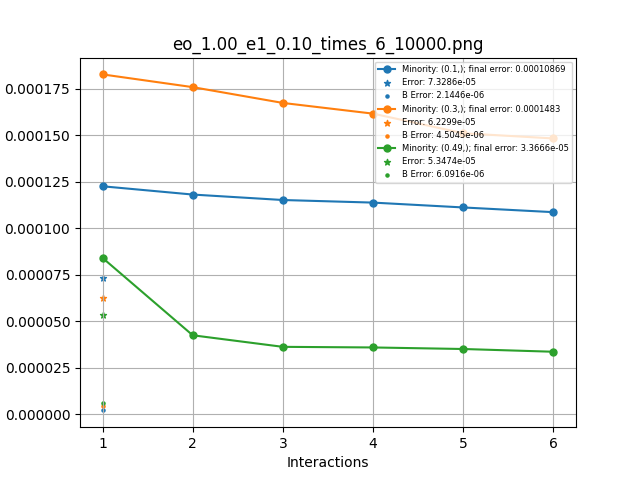 eo_1.00_e1_0.10_times_6_10000.png
Minority: (0.1,); final error: 0.00010869
Error: 7.3286e-05
B Error: 2.1446e-06
Minority: (0.3,); final error: 0.0001483
Error: 6.2299e-05
B Error: 4.5045e-06
Minority: (0.49,); final error: 3.3666e-05
Error: 5.3474e-05
B Error: 6.0916e-06
0.000175
0.000150
0.000125
0.000100
0.000075
0.000050
0.000025
0.000000
1 2 3 4 5 6
Interactions